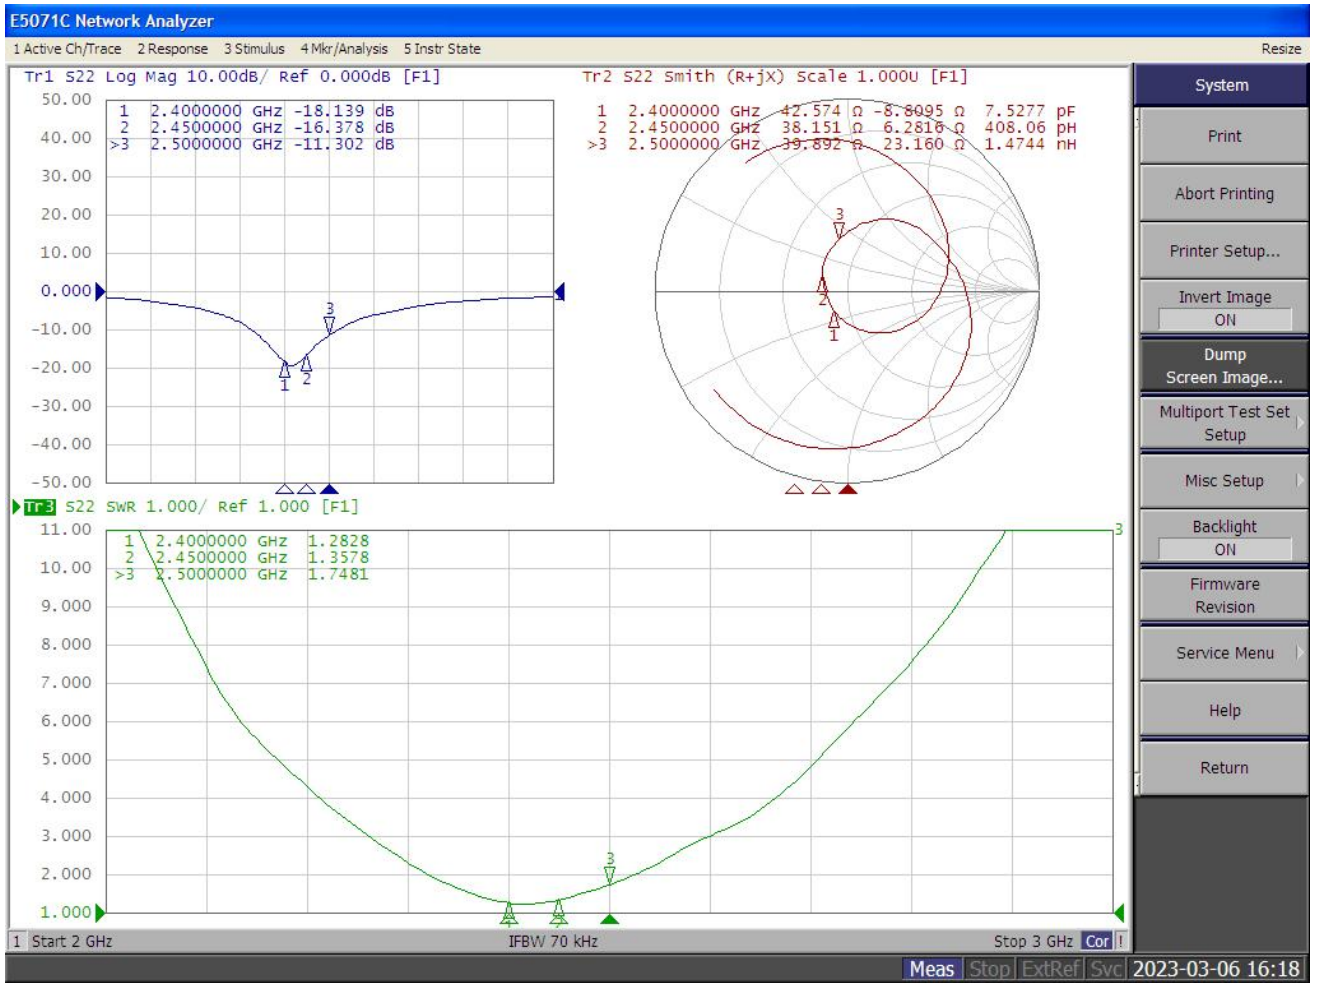 E5071C Network Analyzer
1 Active Ch/Trace 2 Response 3 Stimulus 4 Mkr/Analysis 5 Instr State Resize
Tr1 S22 Log Mag 10.00dB/ Ref 0.000dB [F1]
50.00
40.00
30.00
20.00
10.00
0.000
-10.00
-20.00
-30.00
-40.00
-50.00
1 2.4000000 GHz -18.139 dB
2 2.4500000 GHz -16.378 dB
>3 2.5000000 GHz -11.302 dB
3
1
2
Tr2 S22 Smith (R+jX) Scale 1.000U [F1]
1 2.4000000 GHz 42.574 Ω -8.8095 Ω 7.5277 pF
2 2.4500000 GHz 38.151 Ω 6.2816 Ω 408.06 pH
>3 2.5000000 GHz 39.892 Ω 23.160 Ω 1.4744 nH
3
2
1
Tr3 S22 SWR 1.000/ Ref 1.000 [F1]
11.00
10.00
9.000
8.000
7.000
6.000
5.000
4.000
3.000
2.000
1.000
1 2.4000000 GHz 1.2828
2 2.4500000 GHz 1.3578
>3 2.5000000 GHz 1.7481
3
3
1 Start 2 GHz IFBW 70 kHz Stop 3 GHz Cor !
System
Print
Abort Printing
Printer Setup...
Invert Image
ON
Dump
Screen Image...
Multiport Test Set
Setup
Misc Setup
Backlight
ON
Firmware
Revision
Service Menu
Help
Return
Meas Stop ExtRef Svc 2023-03-06 16:18